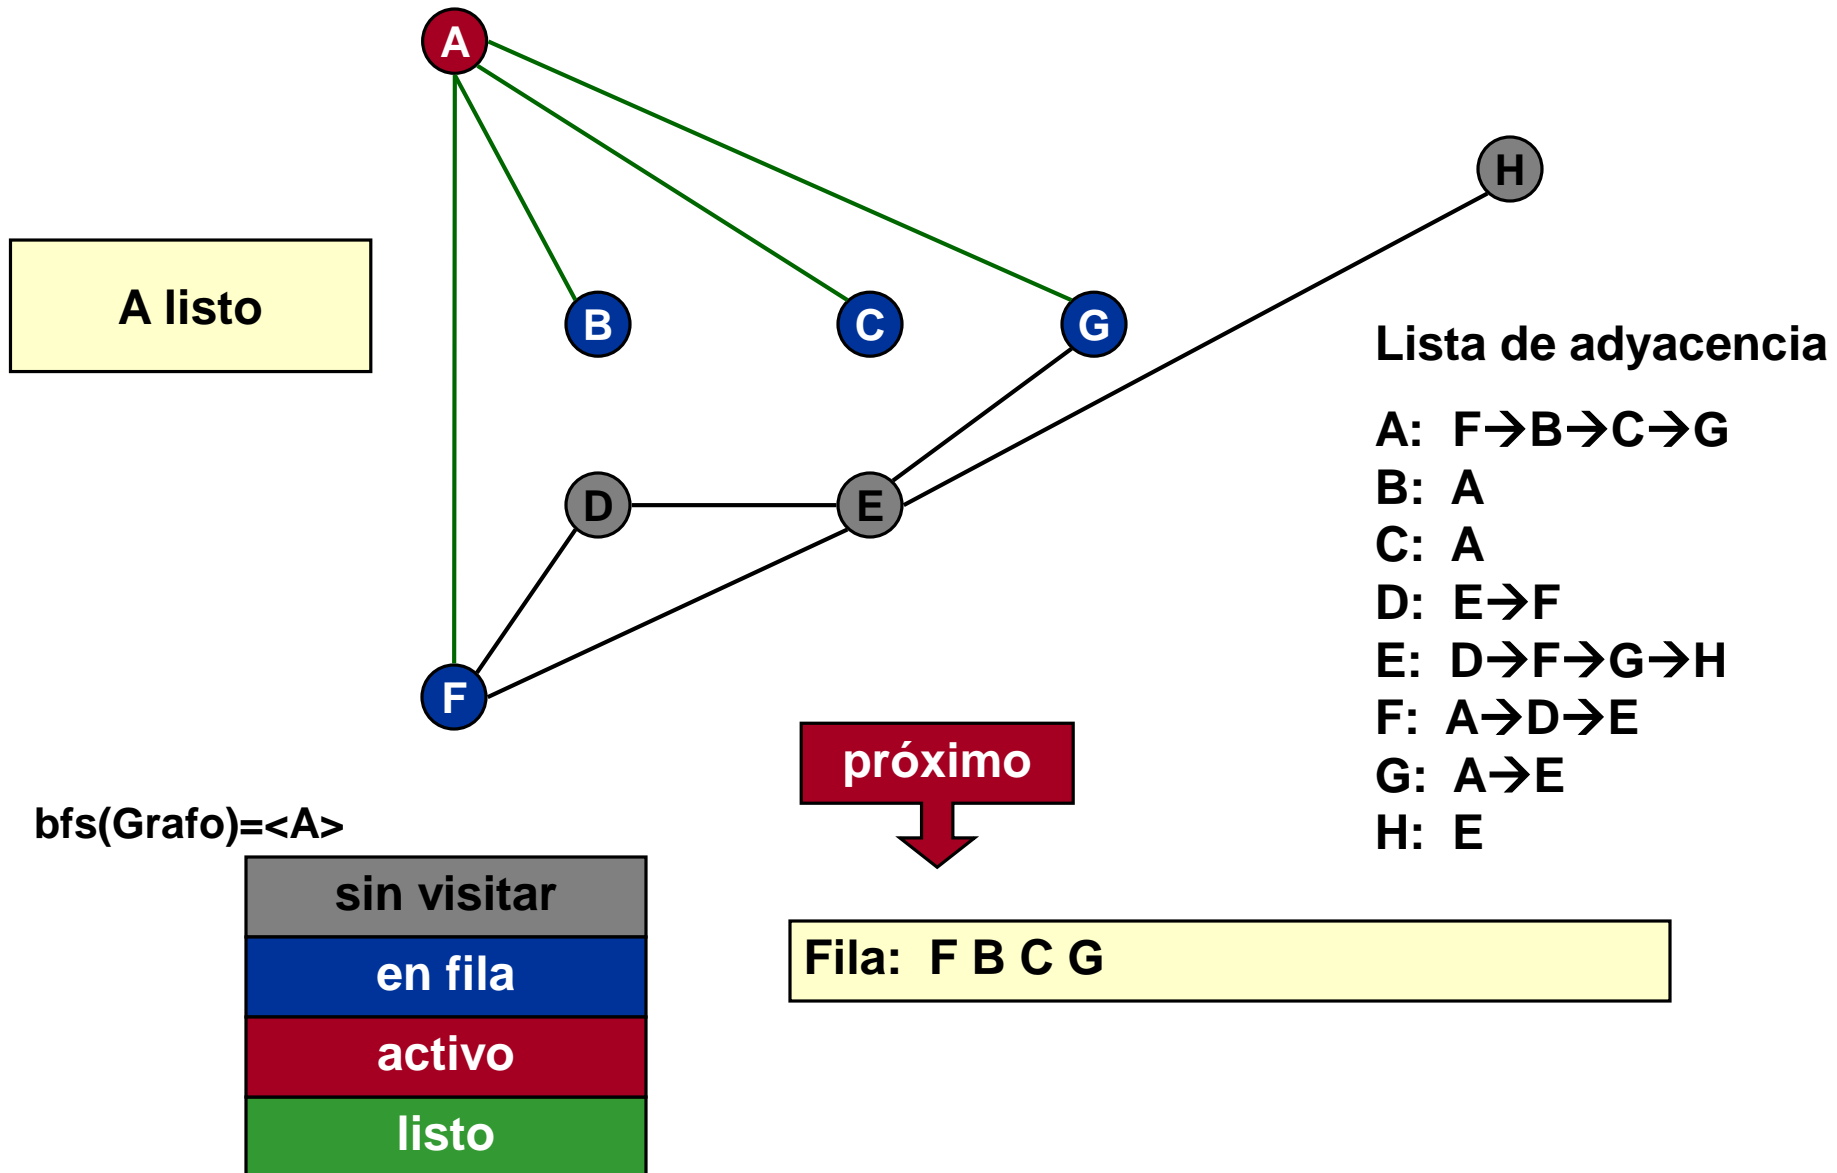 A
H
A listo
B
C
G
Lista de adyacencia
A: F→B→C→G
B: A
C: A
D: E→F
E: D→F→G→H
F: A→D→E
G: A→E
H: E
D
E
F
próximo
bfs(Grafo)=<A>
sin visitar
en fila
activo
listo
Fila: F B C G